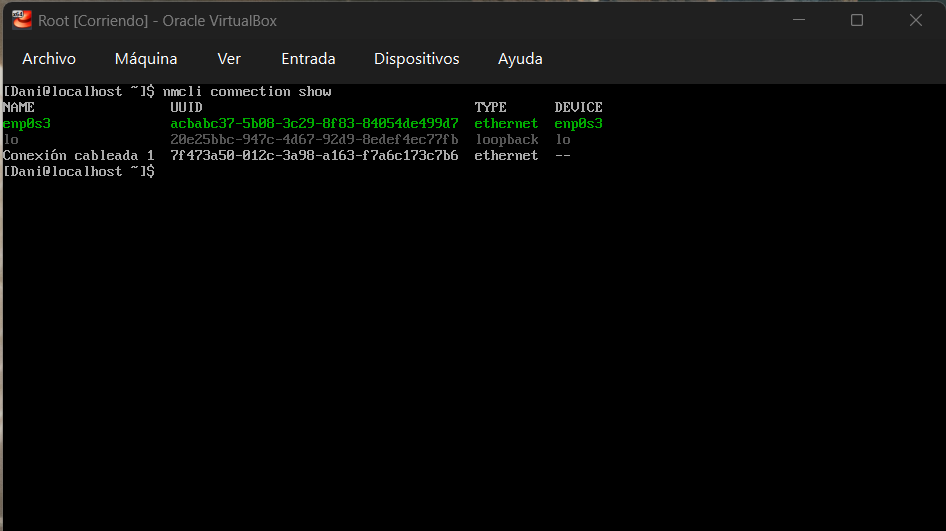 Root [Corriendo] - Oracle VirtualBox
Archivo Máquina Ver Entrada Dispositivos Ayuda
[Dani@localhost ~]$ nmcli connection show
NAME UUID TYPE DEVICE
enp0s3 acbabc37-5b08-3c29-8f83-84054de499d7 ethernet enp0s3
lo 20e25bbc-947c-4d67-92d9-8edef4ec77fb loopback lo
Conexión cableada 1 7f473a50-012c-3a98-a163-f7a6c173c7b6 ethernet --
[Dani@localhost ~]$